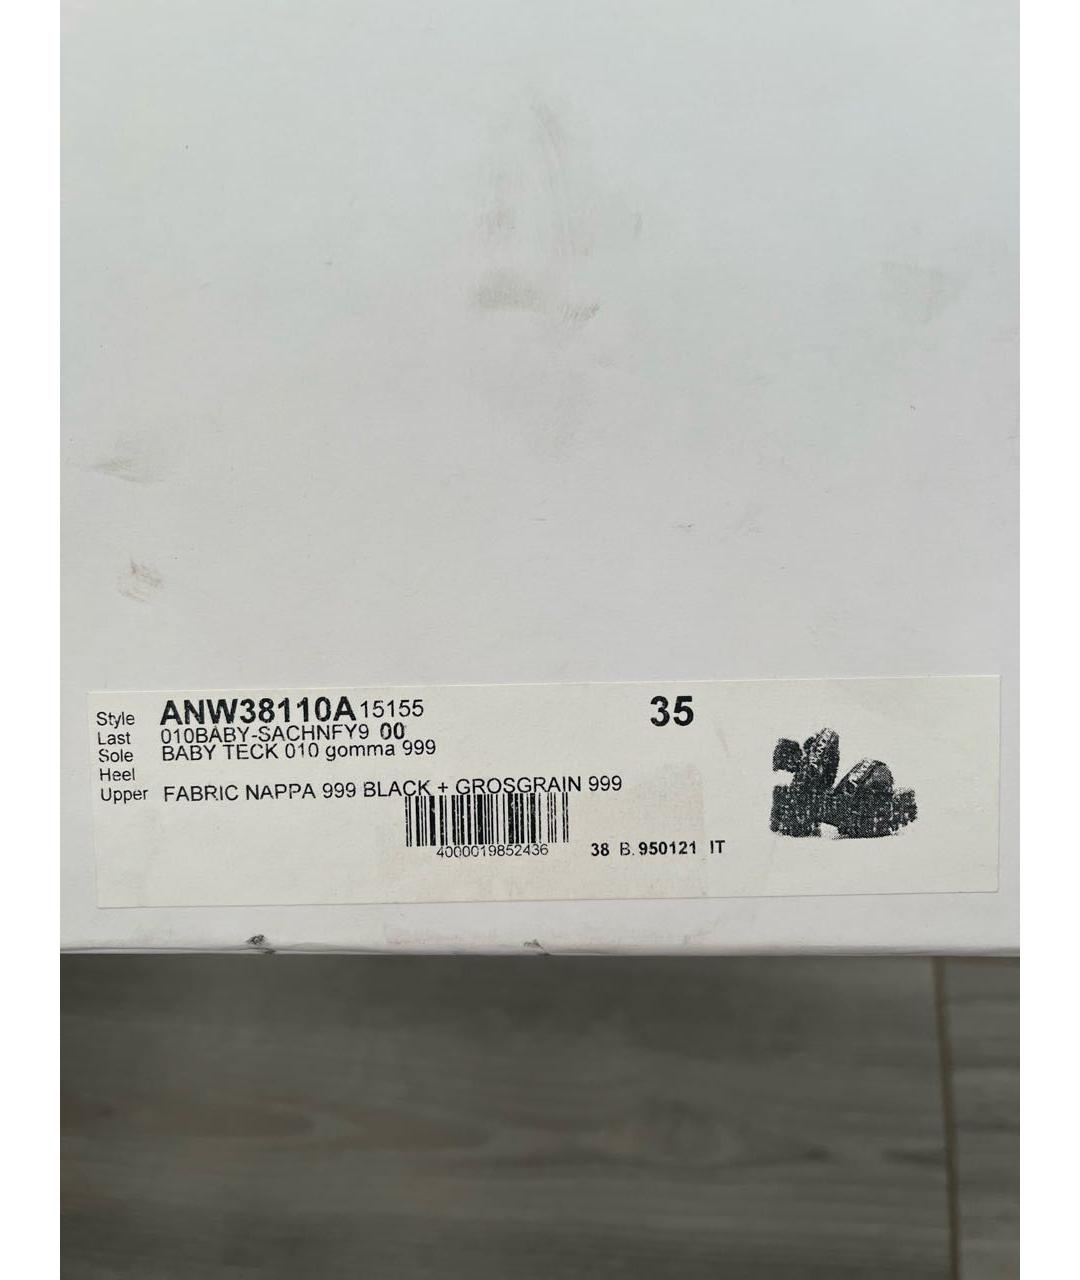 Style ANW38110A 15155 35
Last 010BABY-SACHNFY9 00
Sole BABY TECK 010 gomma 999
Heel
Upper FABRIC NAPPA 999 BLACK + GROSGRAIN 999
4000019852436 38 B. 950121 IT